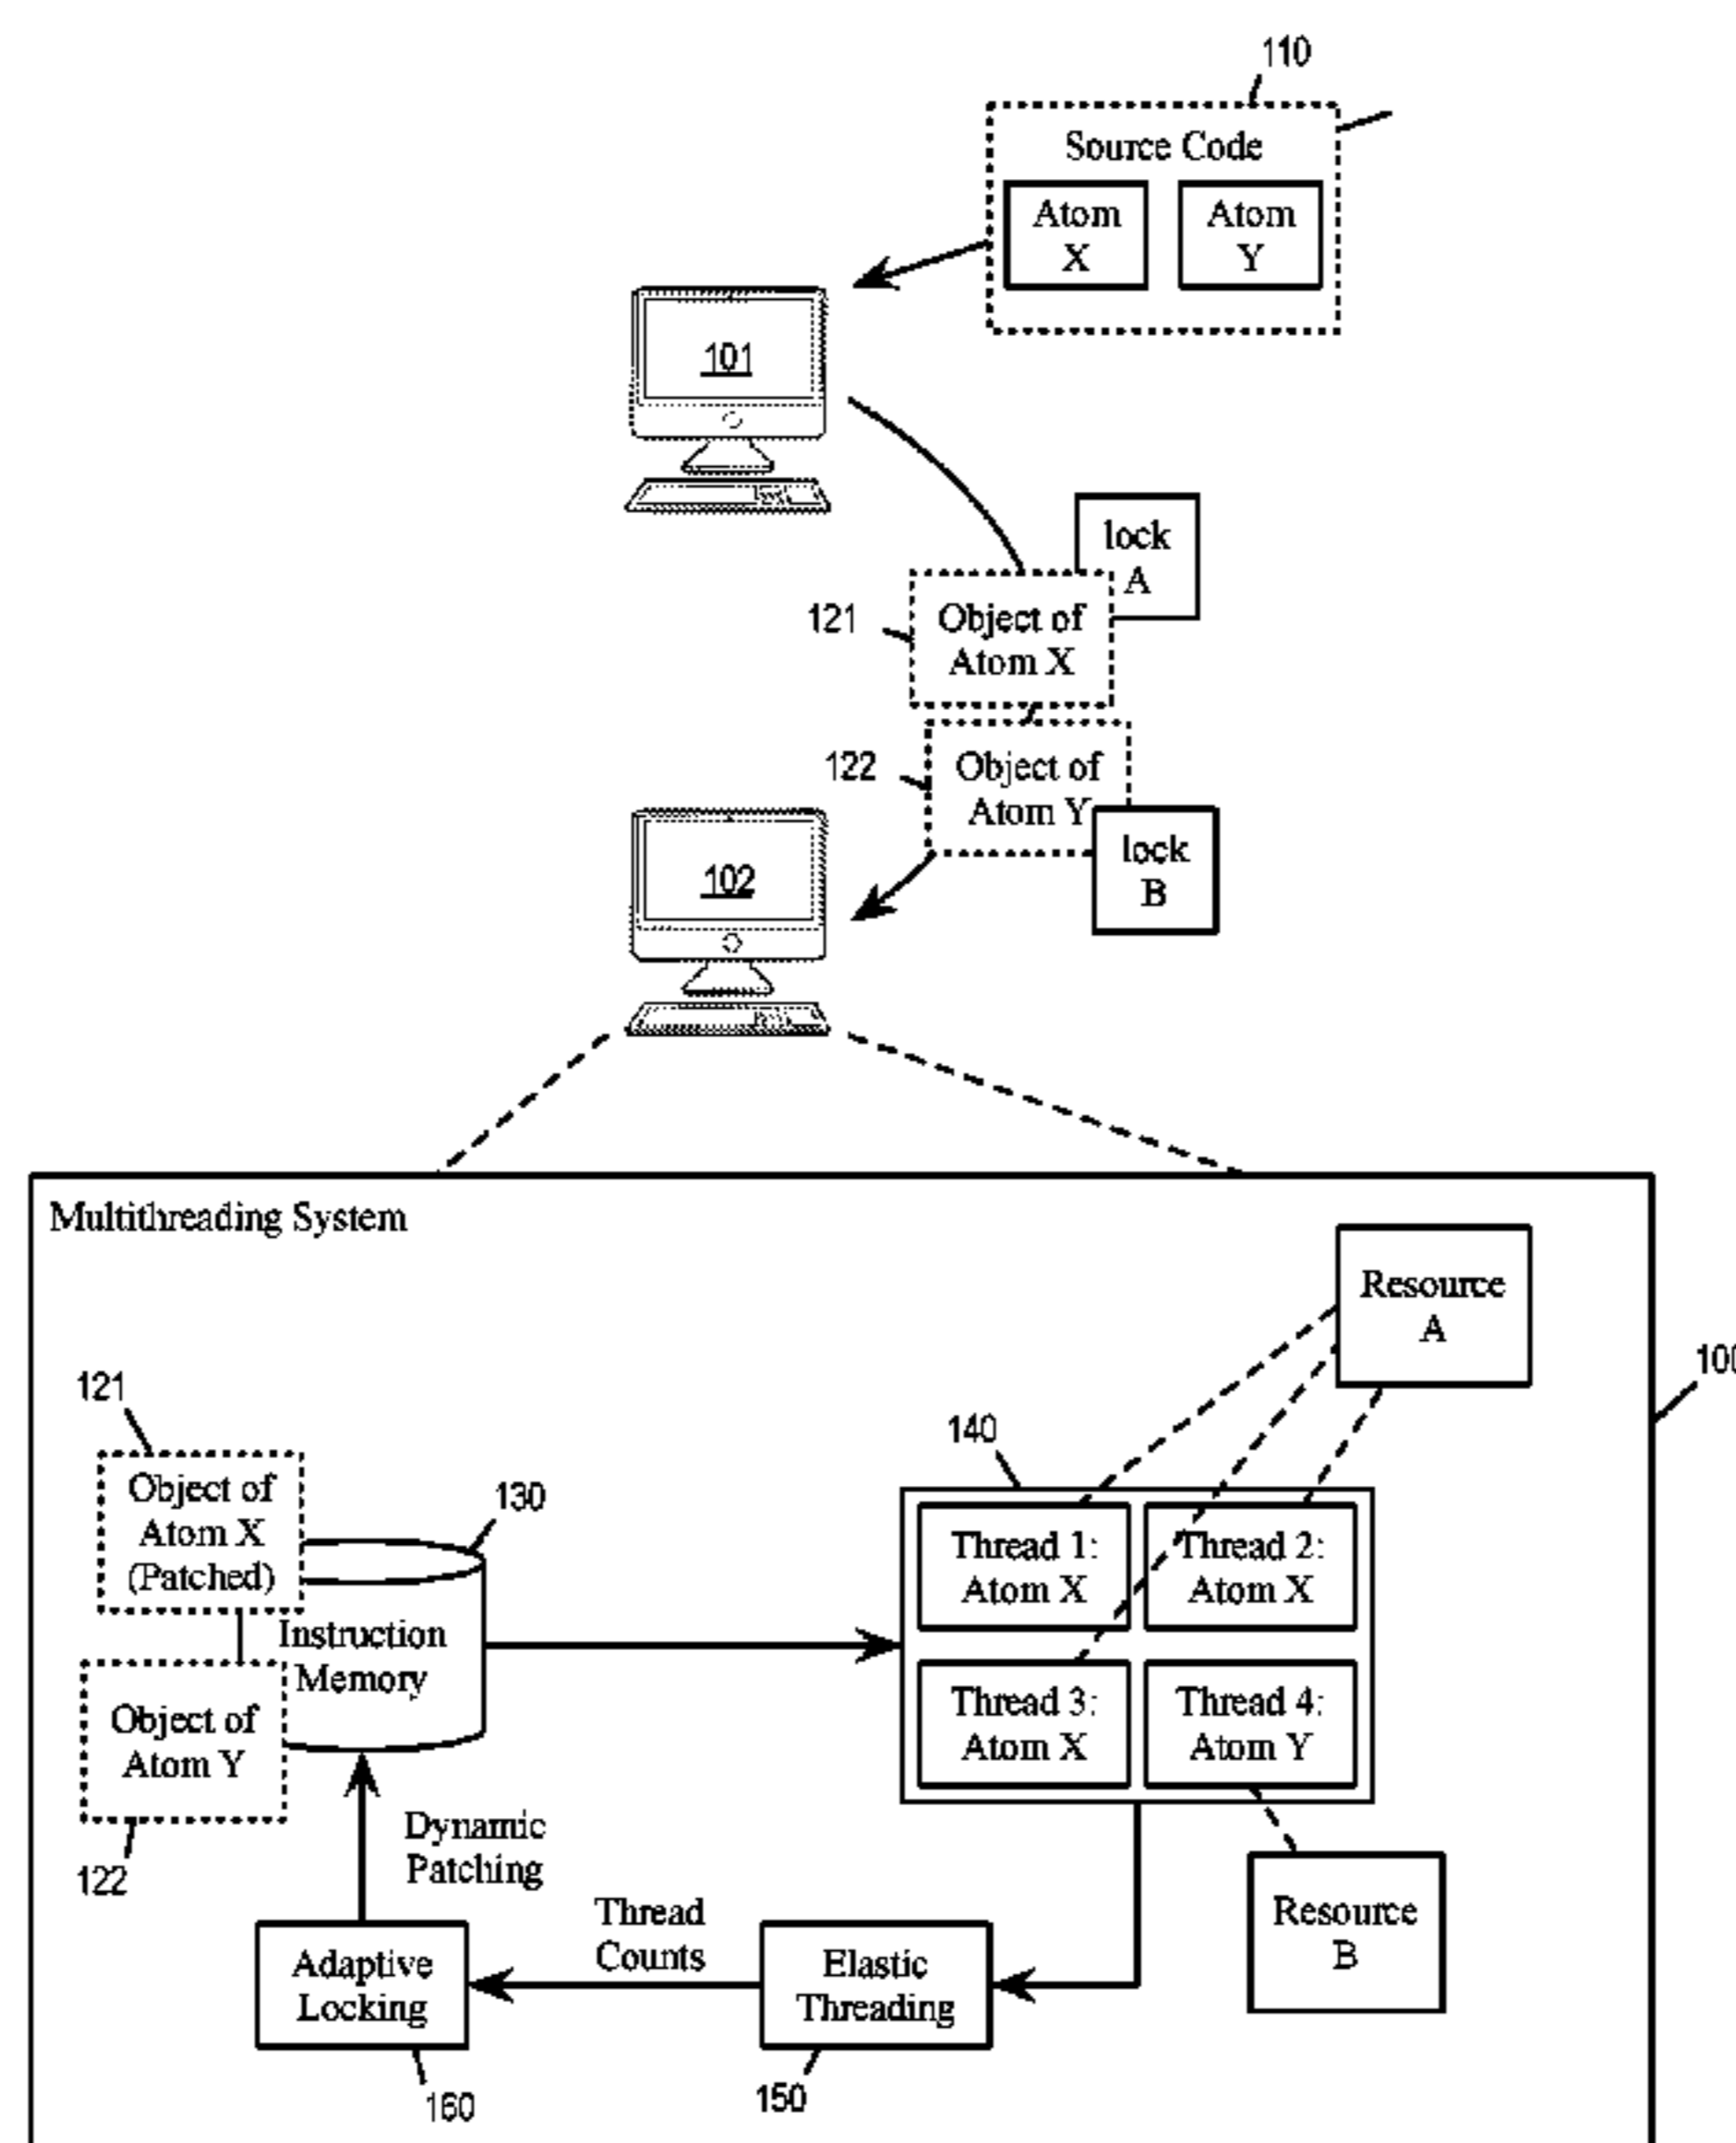 110
Source Code
Atom
X
Atom
Y
101
lock
A
121
Object of
Atom X
122
Object of
Atom Y
lock
B
102
Multithreading System
Resource
A
100
121
Object of
Atom X
(Patched)
130
140
Thread 1:
Atom X
Thread 2:
Atom X
Instruction
Memory
Thread 3:
Atom X
Thread 4:
Atom Y
Object of
Atom Y
122
Dynamic
Patching
Thread
Counts
Adaptive
Locking
Elastic
Threading
Resource
B
160
150